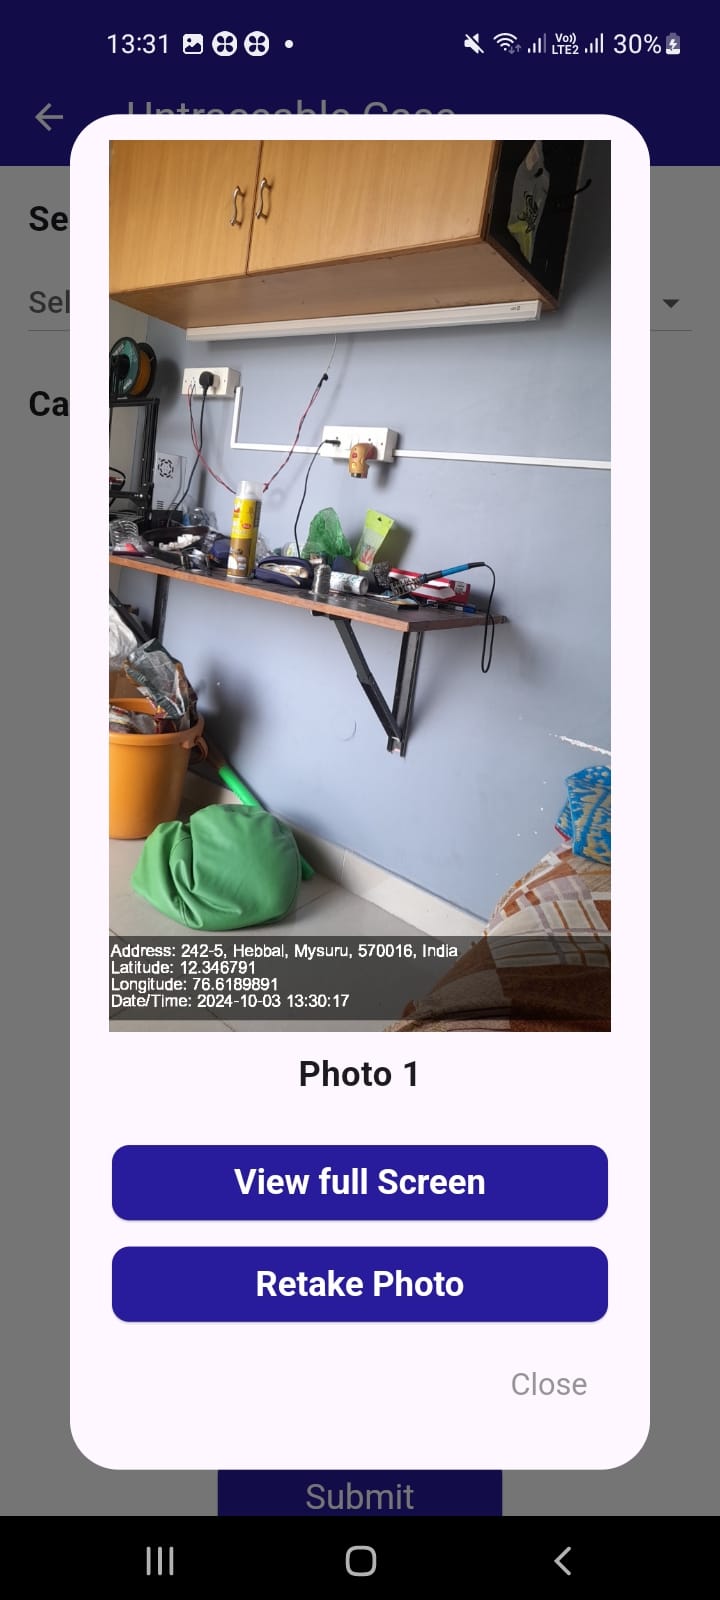 13:31
Vo))
LTE2
30%
Untraceable Case
Se
Sel
Ca
Address: 242-5, Hebbal, Mysuru, 570016, India
Latitude: 12.346791
Longitude: 76.6189891
Date/Time: 2024-10-03 13:30:17
Photo 1
View full Screen
Retake Photo
Close
Submit